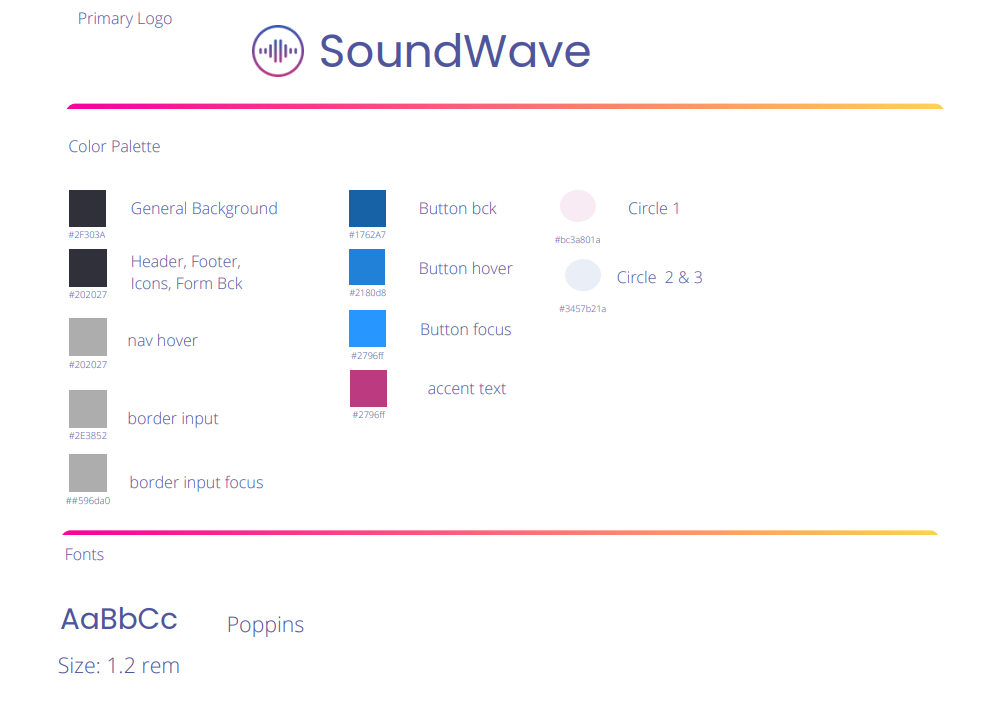 Primary Logo
SoundWave
Color Palette
General Background
#2F303A
Header, Footer,
Icons, Form Bck
#202027
nav hover
#202027
border input
#2E3852
border input focus
##596da0
Button bck
#1762A7
Button hover
#2180d8
Button focus
#2796ff
accent text
#2796ff
Circle 1
#bc3a801a
Circle 2 & 3
#3457b21a
Fonts
AaBbCc
Poppins
Size: 1.2 rem